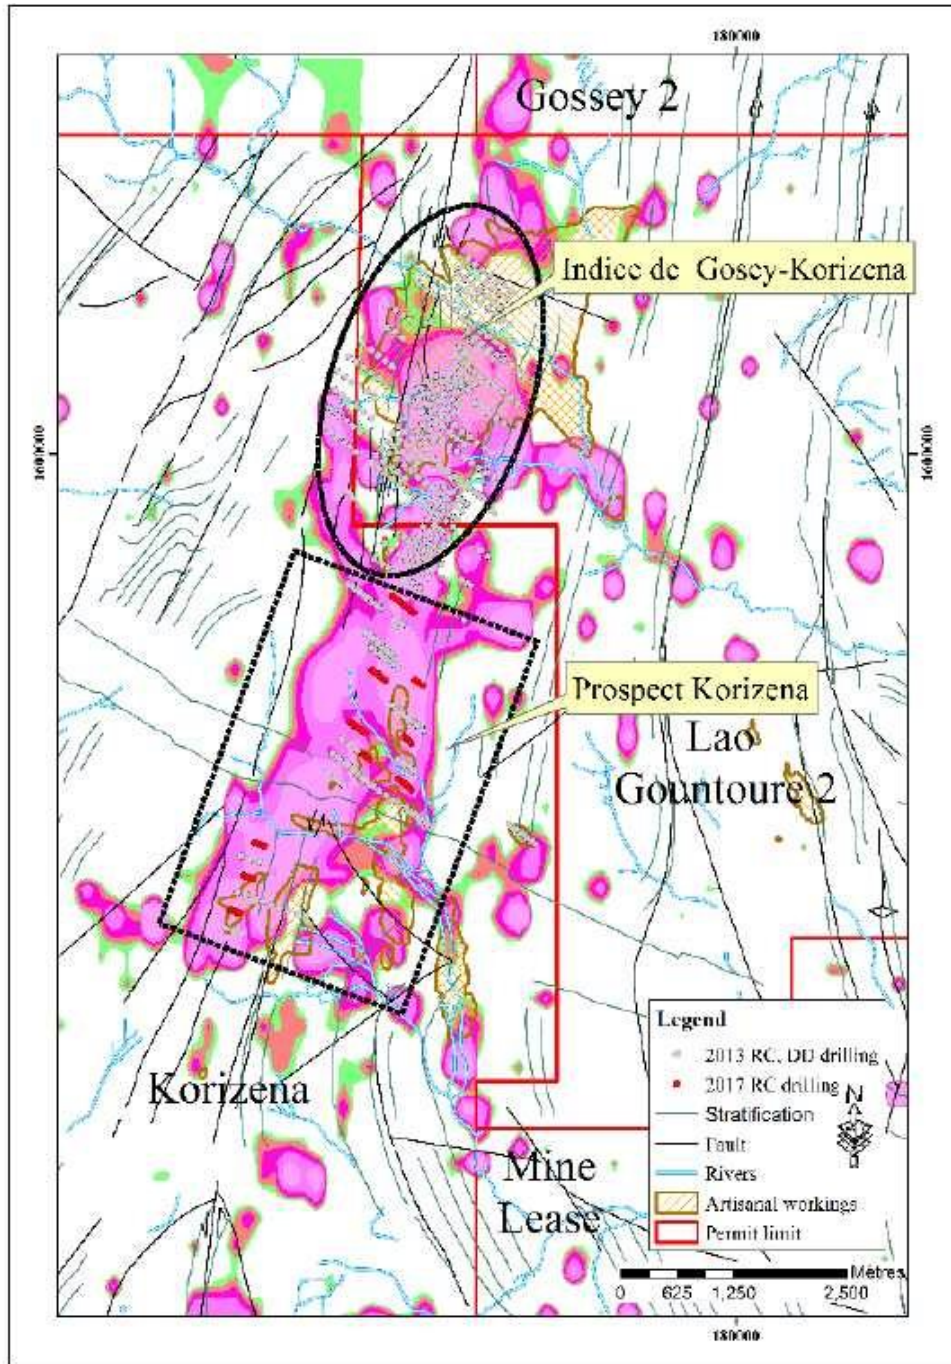 180000
Gossey 2
Indice de Gosey-Korizena
1600000
1600000
Prospect Korizena
Lao
Gountoure 2
Korizena
Mine
Lease
Legend
2013 RC, DD drilling
2017 RC drilling
N
Stratification
Fault
Rivers
Artisanal workings
Permit limit
Mètres
0 625 1,250 2,500
180000